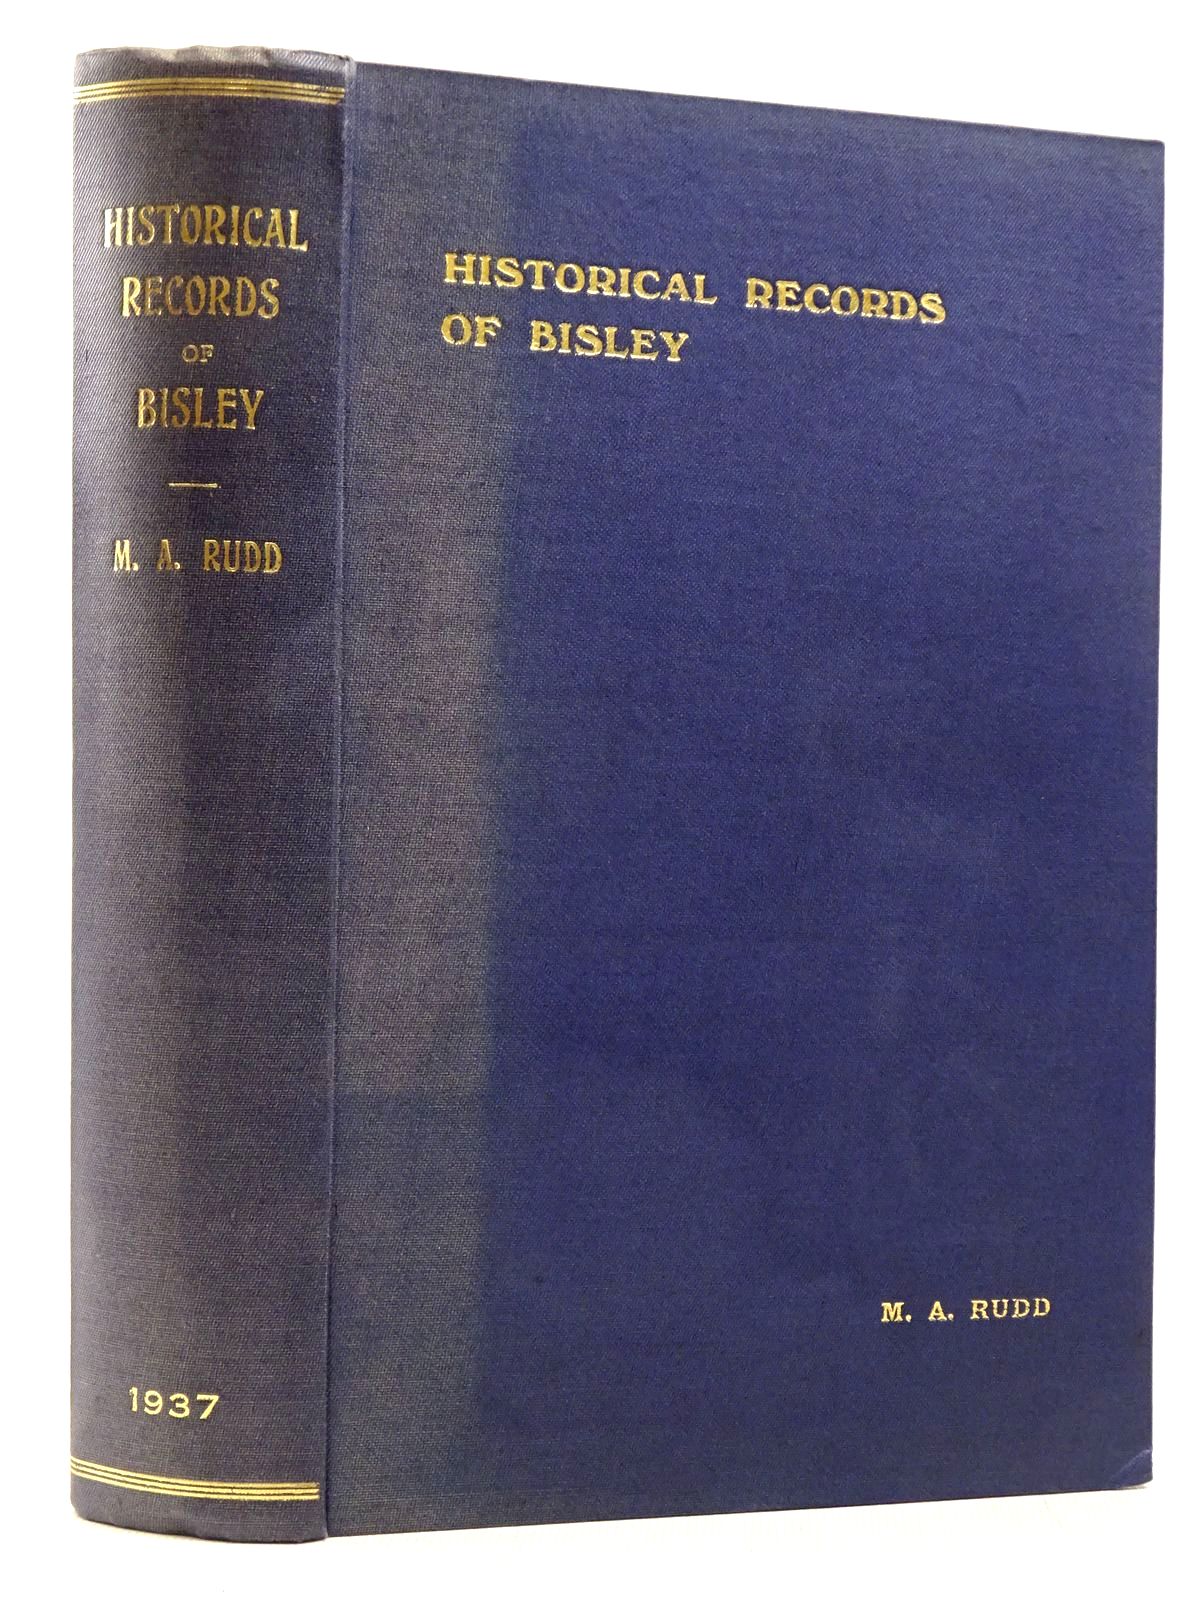 HISTORICAL
RECORDS
OF
BISLEY
M. A. RUDD
1937
HISTORICAL RECORDS
OF BISLEY
M. A. RUDD